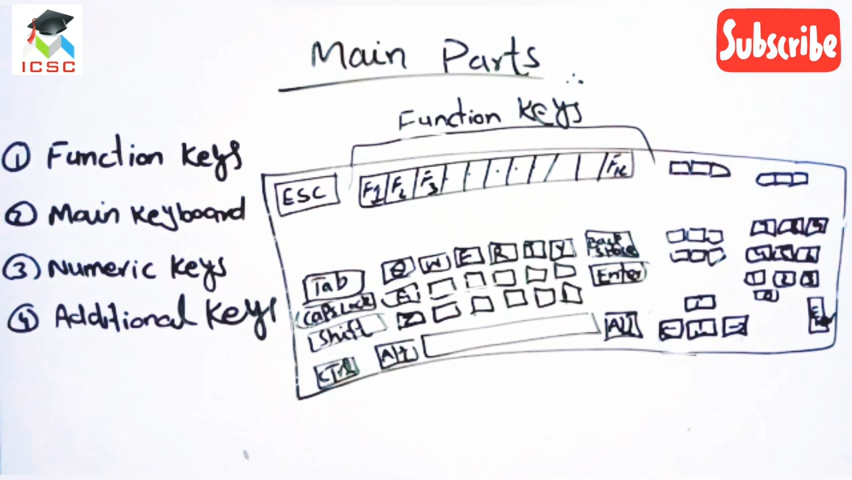 ICSC
Subscribe
Main Parts
Function Keys
① Function Keys
② Main Keyboard
③ Numeric Keys
④ Additional Keys
ESC
F1 F2 F3 F12
Tab Q W E R T Y Back Space
Caps Lock A Enter
Shift Z
Ctrl Alt Alt